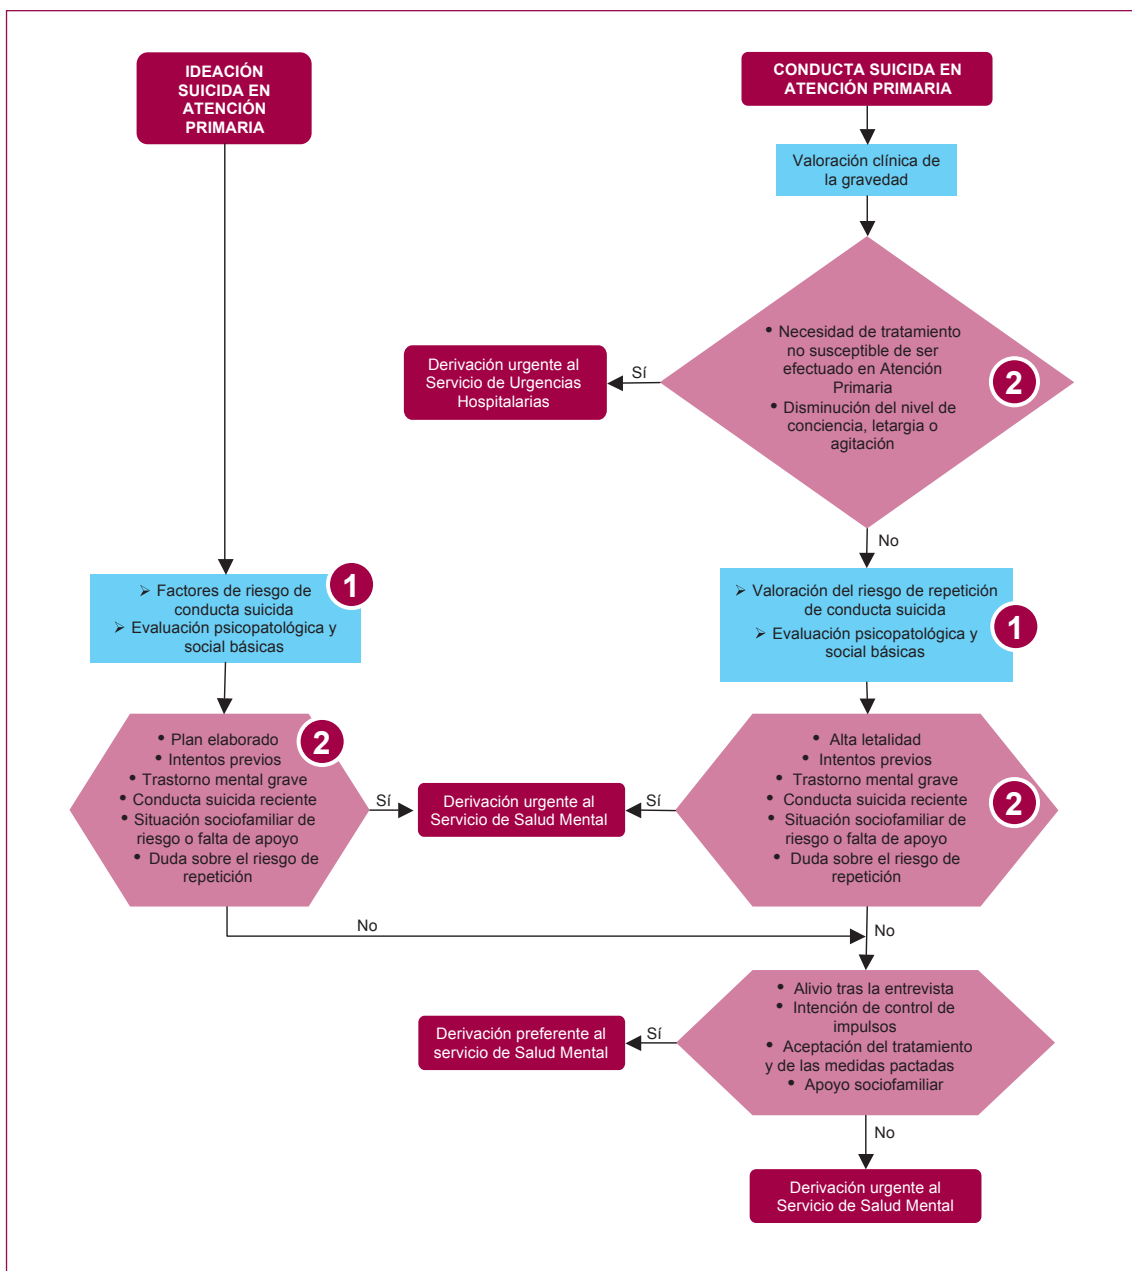 IDEACIÓN
SUICIDA EN
ATENCIÓN
PRIMARIA
CONDUCTA SUICIDA EN
ATENCIÓN PRIMARIA
Valoración clínica de
la gravedad
• Necesidad de tratamiento
no susceptible de ser
efectuado en Atención
Primaria
• Disminución del nivel de
conciencia, letargia o
agitación
2
Sí
Derivación urgente al
Servicio de Urgencias
Hospitalarias
No
➢ Factores de riesgo de
conducta suicida
➢ Evaluación psicopatológica y
social básicas
1
➢ Valoración del riesgo de repetición
de conducta suicida
➢ Evaluación psicopatológica y
social básicas
1
• Plan elaborado
• Intentos previos
• Trastorno mental grave
• Conducta suicida reciente
• Situación sociofamiliar de
riesgo o falta de apoyo
• Duda sobre el riesgo de
repetición
2
Sí
Derivación urgente al
Servicio de Salud Mental
Sí
• Alta letalidad
• Intentos previos
• Trastorno mental grave
• Conducta suicida reciente
• Situación sociofamiliar de
riesgo o falta de apoyo
• Duda sobre el riesgo de
repetición
2
No
No
• Alivio tras la entrevista
• Intención de control de
impulsos
• Aceptación del tratamiento
y de las medidas pactadas
• Apoyo sociofamiliar
Sí
Derivación preferente al
servicio de Salud Mental
No
Derivación urgente al
Servicio de Salud Mental